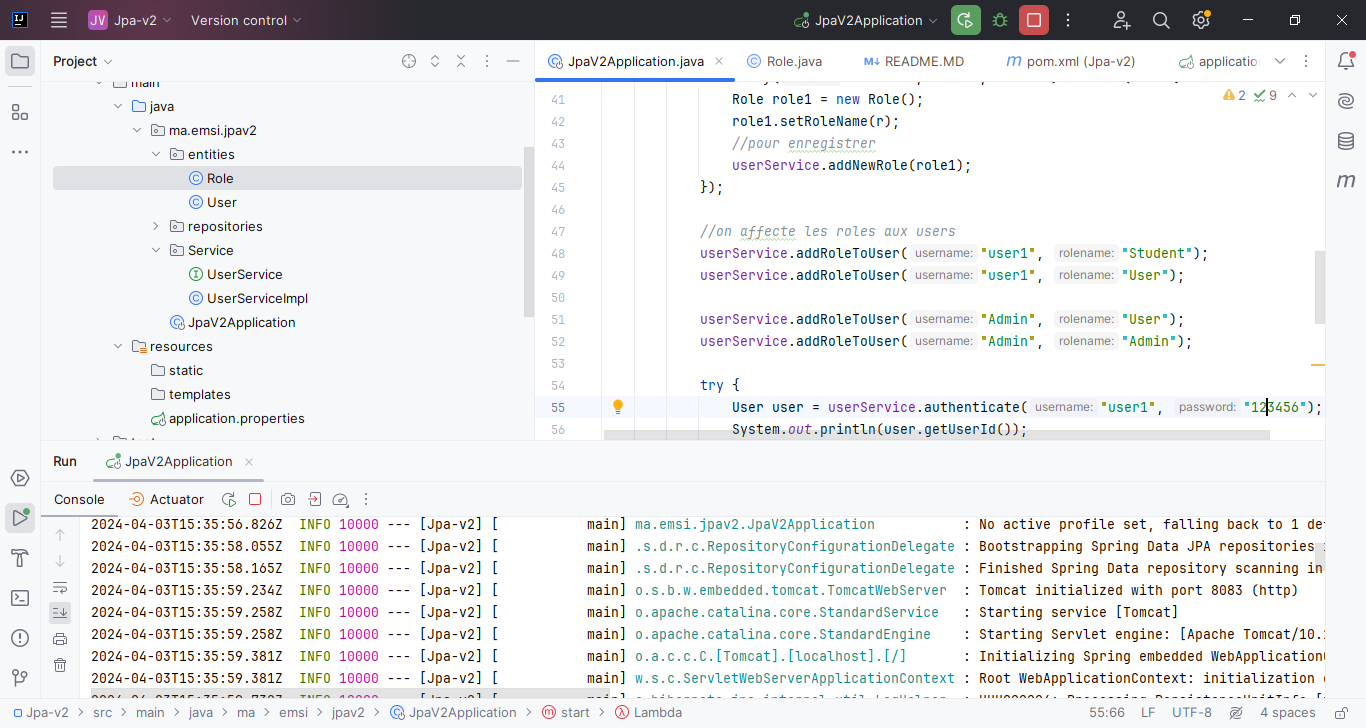 JV Jpa-v2 Version control JpaV2Application
Project
JpaV2Application.java Role.java README.MD pom.xml (Jpa-v2) applicatio
main
java
ma.emsi.jpav2
entities
Role
User
repositories
Service
UserService
UserServiceImpl
JpaV2Application
resources
static
templates
application.properties
2 9
41 Role role1 = new Role();
42 role1.setRoleName(r);
43 //pour enregistrer
44 userService.addNewRole(role1);
45 });
46
47 //on affecte les roles aux users
48 userService.addRoleToUser( username: "user1", rolename: "Student");
49 userService.addRoleToUser( username: "user1", rolename: "User");
50
51 userService.addRoleToUser( username: "Admin", rolename: "User");
52 userService.addRoleToUser( username: "Admin", rolename: "Admin");
53
54 try {
55 User user = userService.authenticate( username: "user1", password: "123456");
56 System.out.println(user.getUserId());
Run JpaV2Application
Console Actuator
2024-04-03T15:35:56.826Z INFO 10000 --- [Jpa-v2] [ main] ma.emsi.jpav2.JpaV2Application : No active profile set, falling back to 1 de
2024-04-03T15:35:58.055Z INFO 10000 --- [Jpa-v2] [ main] .s.d.r.c.RepositoryConfigurationDelegate : Bootstrapping Spring Data JPA repositories
2024-04-03T15:35:58.165Z INFO 10000 --- [Jpa-v2] [ main] .s.d.r.c.RepositoryConfigurationDelegate : Finished Spring Data repository scanning in
2024-04-03T15:35:59.234Z INFO 10000 --- [Jpa-v2] [ main] o.s.b.w.embedded.tomcat.TomcatWebServer : Tomcat initialized with port 8083 (http)
2024-04-03T15:35:59.258Z INFO 10000 --- [Jpa-v2] [ main] o.apache.catalina.core.StandardService : Starting service [Tomcat]
2024-04-03T15:35:59.258Z INFO 10000 --- [Jpa-v2] [ main] o.apache.catalina.core.StandardEngine : Starting Servlet engine: [Apache Tomcat/10.
2024-04-03T15:35:59.381Z INFO 10000 --- [Jpa-v2] [ main] o.a.c.c.C.[Tomcat].[localhost].[/] : Initializing Spring embedded WebApplication
2024-04-03T15:35:59.381Z INFO 10000 --- [Jpa-v2] [ main] w.s.c.ServletWebServerApplicationContext : Root WebApplicationContext: initialization
Jpa-v2 > src > main > java > ma > emsi > jpav2 > JpaV2Application > start > Lambda 55:66 LF UTF-8 4 spaces